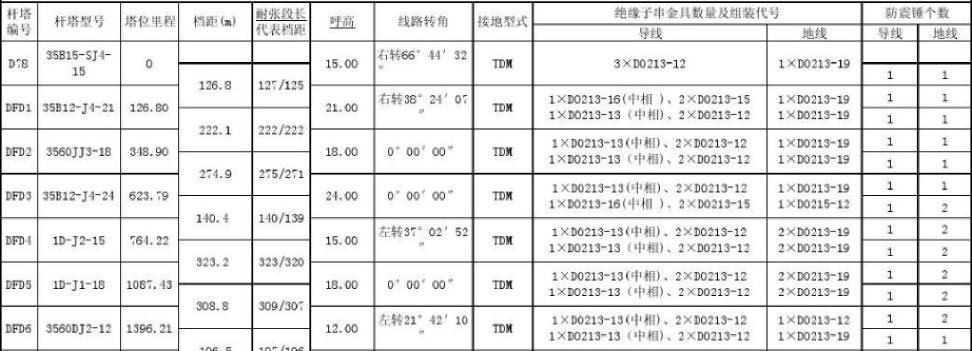 杆塔编号 杆塔型号 塔位里程 档距(m) 耐张段长代表档距 呼高 线路转角 接地型式 绝缘子串金具数量及组装代号 防震锤个数
导线 地线 导线 地线
D78 35B15-SJ4-15 0 15.00 右转66°44′32″ TDM 3×D0213-12 1×D0213-19
126.8 127/125 1 1
DFD1 35B12-J4-21 126.80 21.00 右转38°24′07″ TDM 1×D0213-16(中相)、2×D0213-15 1×D0213-19 1 1
1×D0213-13（中相)、2×D0213-12 1×D0213-19 1 1
222.1 222/222
DFD2 3560JJ3-18 348.90 18.00 0°00′00″ TDM 1×D0213-13(中相)、2×D0213-12 1×D0213-19 1 1
1×D0213-13（中相)、2×D0213-12 1×D0213-19 1 1
274.9 275/271
DFD3 35B12-J4-24 623.79 24.00 0°00′00″ TDM 1×D0213-13(中相)、2×D0213-12 1×D0213-19 1 1
1×D0213-16(中相 )、2×D0213-12 1×D0215-12 1 2
140.4 140/139
DFD4 1D-J2-15 764.22 15.00 左转37°02′52″ TDM 1×D0213-13(中相)、2×D0213-12 2×D0213-19 1 2
1×D0213-13（中相)、2×D0213-12 2×D0213-19 1 2
323.2 323/320
DFD5 1D-J1-18 1087.43 18.00 0°00′00″ TDM 1×D0213-13(中相)、2×D0213-12 2×D0213-19 1 2
1×D0213-13（中相)、2×D0213-12 2×D0213-19 1 2
308.8 309/307
DFD6 3560DJ2-12 1396.21 12.00 左转21°42′10″ TDM 1×D0213-13(中相)、2×D0213-12 1×D0213-12 1 2
1×D0213-13（中相)、2×D0213-12 1×D0213-19 1 1